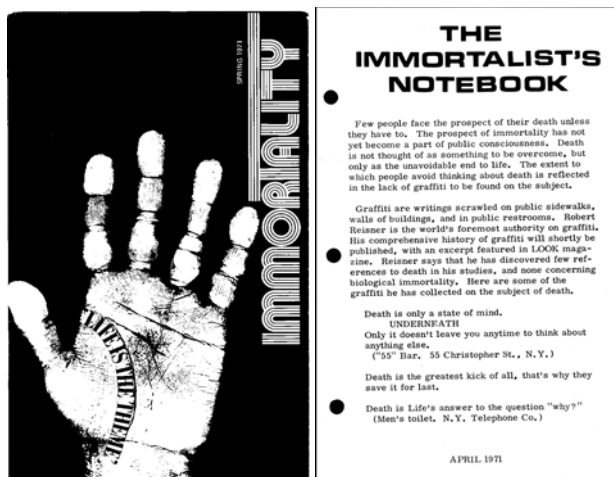 SPRING 1971
IMMORTALITY
LIFE IS THE THEME
THE
IMMORTALIST'S
NOTEBOOK
Few people face the prospect of their death unless
they have to. The prospect of immortality has not
yet become a part of public consciousness. Death
is not thought of as something to be overcome, but
only as the unavoidable end to life. The extent to
which people avoid thinking about death is reflected
in the lack of graffiti to be found on the subject.
Graffiti are writings scrawled on public sidewalks,
walls of buildings, and in public restrooms. Robert
Reisner is the world's foremost authority on graffiti.
His comprehensive history of graffiti will shortly be
published, with an excerpt featured in LOOK maga-
zine. Reisner says that he has discovered few ref-
erences to death in his studies, and none concerning
biological immortality. Here are some of the
graffiti he has collected on the subject of death.
Death is only a state of mind.
UNDERNEATH
Only it doesn't leave you anytime to think about
anything else.
("55" Bar. 55 Christopher St., N.Y.)
Death is the greatest kick of all, that's why they
save it for last.
Death is Life's answer to the question "why?"
(Men's toilet. N.Y. Telephone Co.)
APRIL 1971